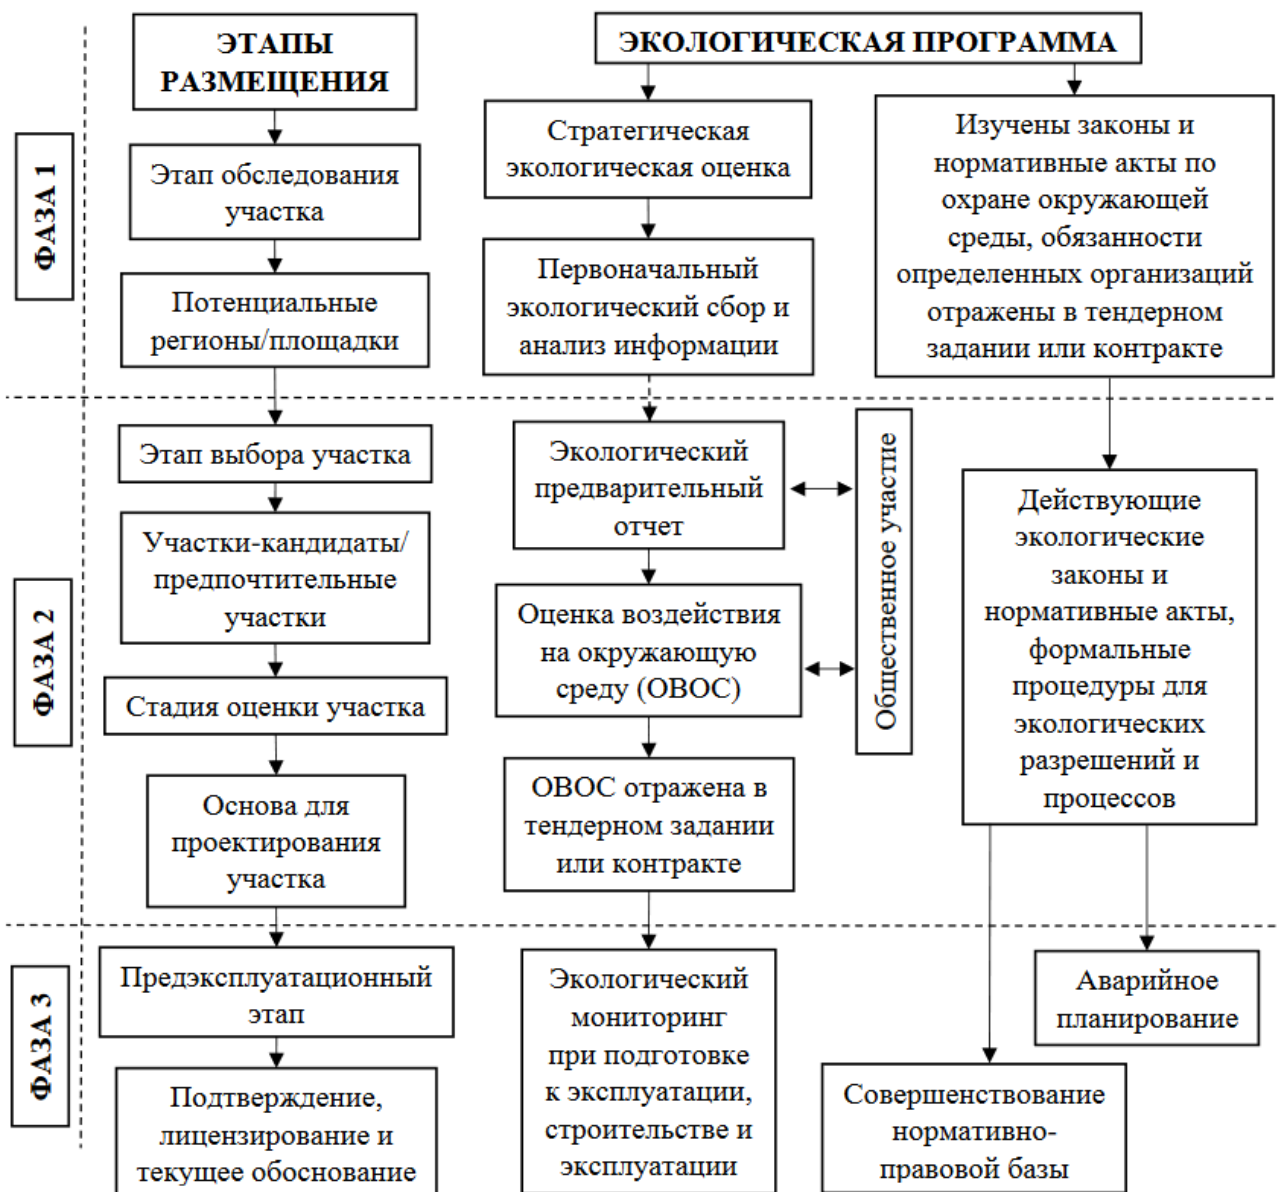 ЭТАПЫ
РАЗМЕЩЕНИЯ
ЭКОЛОГИЧЕСКАЯ ПРОГРАММА
ФАЗА 1
Этап обследования
участка
Потенциальные
регионы/площадки
Стратегическая
экологическая оценка
Первоначальный
экологический сбор и
анализ информации
Изучены законы и
нормативные акты по
охране окружающей
среды, обязанности
определенных организаций
отражены в тендерном
задании или контракте
ФАЗА 2
Этап выбора участка
Участки-кандидаты/
предпочтительные
участки
Стадия оценки участка
Основа для
проектирования
участка
Экологический
предварительный
отчет
Оценка воздействия
на окружающую
среду (ОВОС)
ОВОС отражена в
тендерном задании
или контракте
Общественное участие
Действующие
экологические
законы и
нормативные акты,
формальные
процедуры для
экологических
разрешений и
процессов
ФАЗА 3
Предэксплуатационный
этап
Подтверждение,
лицензирование и
текущее обоснование
Экологический
мониторинг
при подготовке
к эксплуатации,
строительстве и
эксплуатации
Совершенствование
нормативно-
правовой базы
Аварийное
планирование